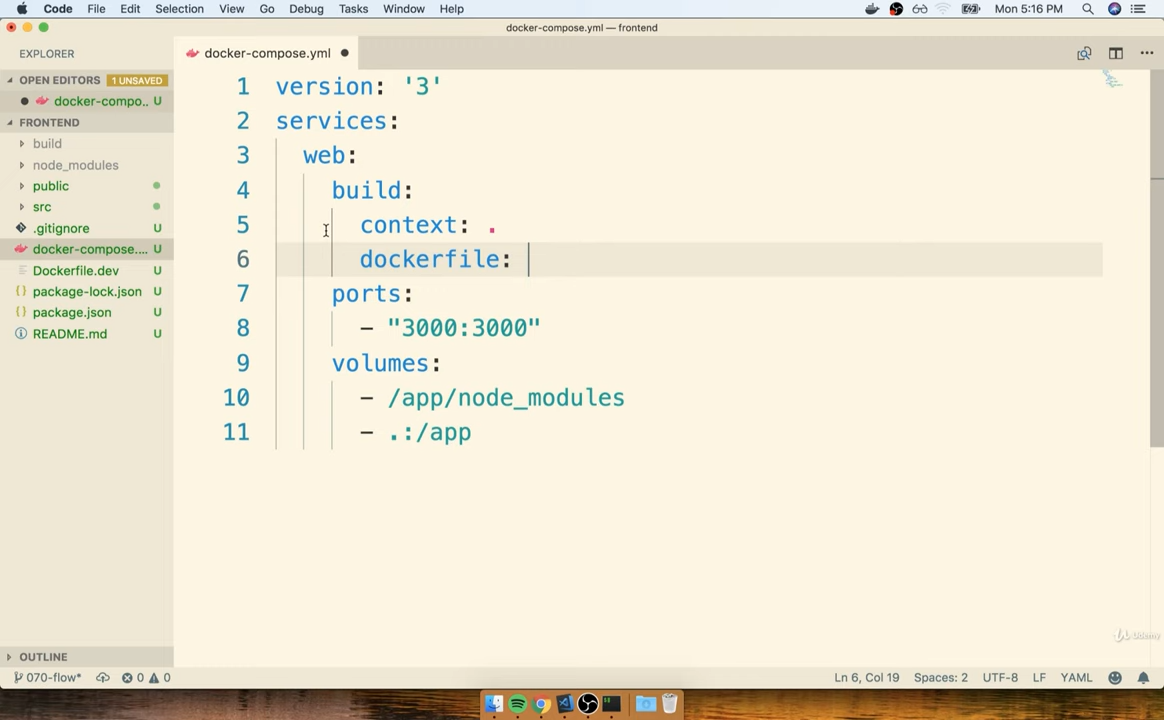 Code File Edit Selection View Go Debug Tasks Window Help Mon 5:16 PM
docker-compose.yml — frontend
EXPLORER
docker-compose.yml
OPEN EDITORS 1 UNSAVED
docker-compo.. U
FRONTEND
build
node_modules
public
src
.gitignore U
docker-compose.... U
Dockerfile.dev U
package-lock.json U
package.json U
README.md U
1 version: '3'
2 services:
3 web:
4 build:
5 context: .
6 dockerfile:
7 ports:
8 - "3000:3000"
9 volumes:
10 - /app/node_modules
11 - .:/app
Udemy
OUTLINE
070-flow* 0 0 Ln 6, Col 19 Spaces: 2 UTF-8 LF YAML